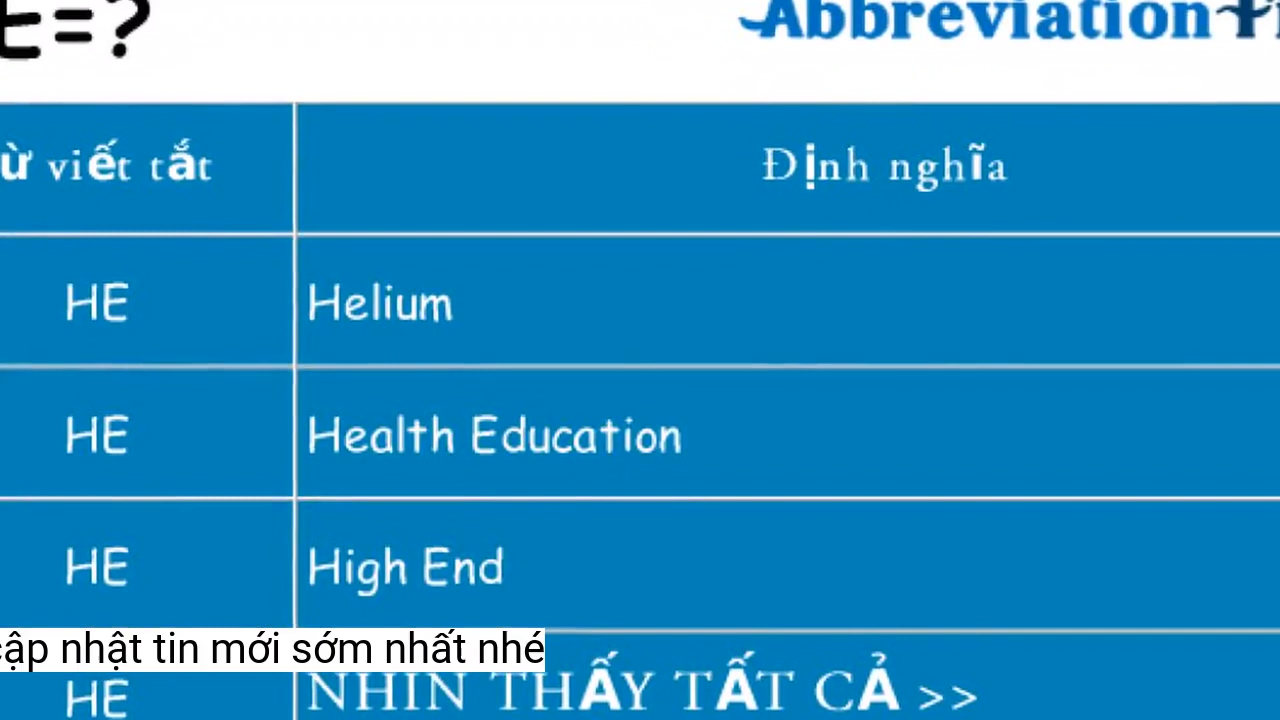 E=?
Abbreviation
ừ viết tắt Định nghĩa
HE Helium
HE Health Education
HE High End
cập nhật tin mới sớm nhất nhé
HE NHÌN THẤY TẤT CẢ >>